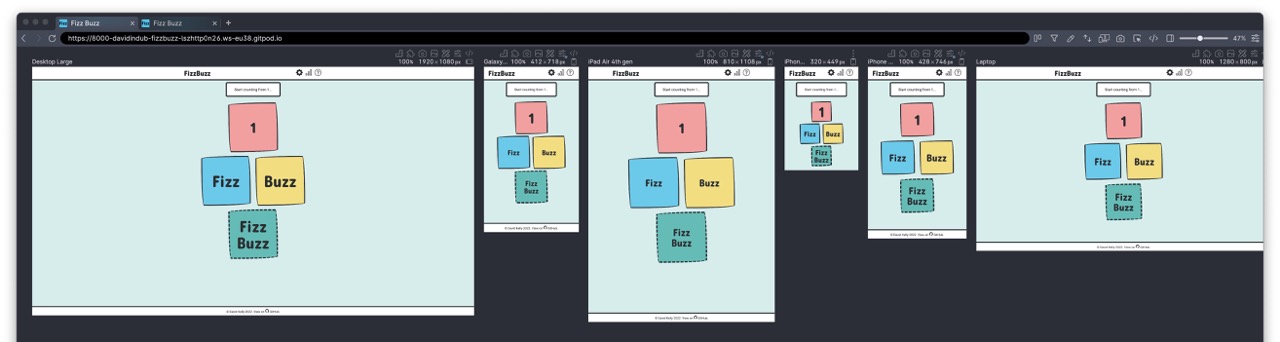 Fizz Buzz
Fizz Buzz
https://8000-davidindub-fizzbuzz-iszhttp0n26.ws-eu38.gitpod.io
47%
Desktop Large 100% 1920 × 1080 px
FizzBuzz
Start counting from 1...
1
Fizz Buzz
Fizz
Buzz
© David Kelly 2022. View on GitHub.
Galaxy... 100% 412 × 718 px
FizzBuzz
Start counting from 1...
1
Fizz Buzz
Fizz
Buzz
© David Kelly 2022. View on GitHub.
iPad Air 4th gen 100% 810 × 1108 px
FizzBuzz
Start counting from 1...
1
Fizz Buzz
Fizz
Buzz
© David Kelly 2022. View on GitHub.
iPhon... 320 × 449 px
FizzBuzz
Start counting from 1...
1
Fizz Buzz
Fizz
Buzz
iPhone ... 100% 428 × 746 px
FizzBuzz
Start counting from 1...
1
Fizz Buzz
Fizz
Buzz
© David Kelly 2022. View on GitHub.
Laptop 100% 1280 × 800 px
FizzBuzz
Start counting from 1...
1
Fizz Buzz
Fizz
Buzz
© David Kelly 2022. View on GitHub.